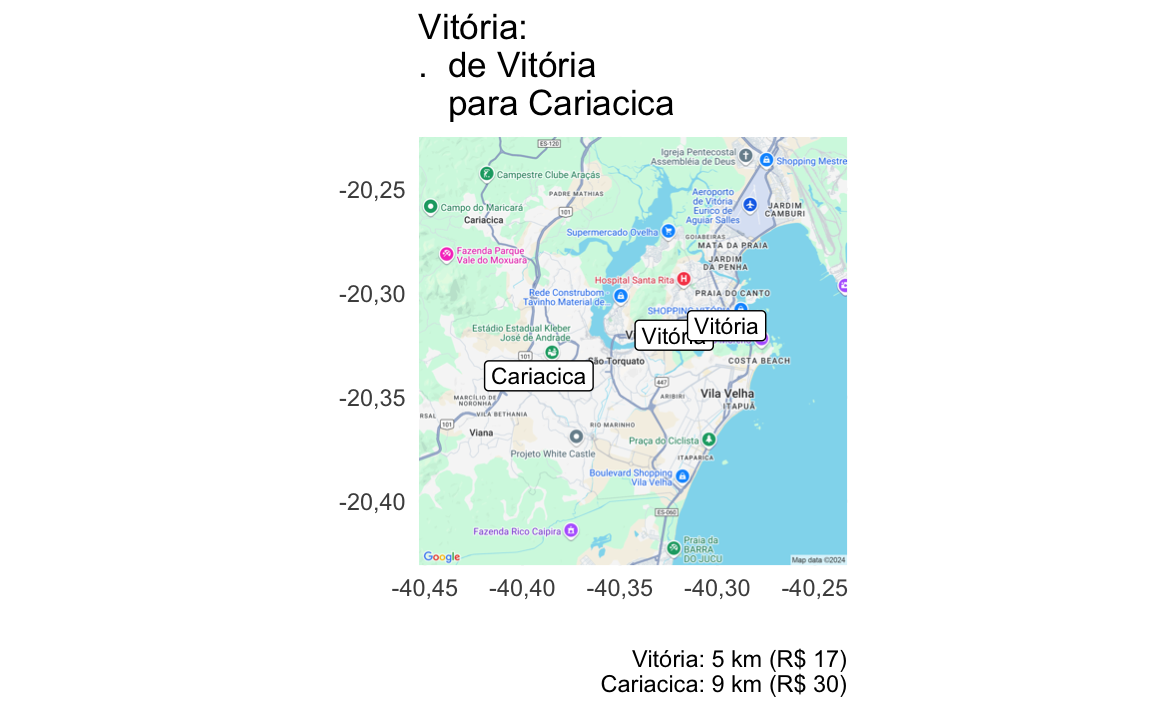 Vitória:
. de Vitória
para Cariacica
-20,25
-20,30
-20,35
-20,40
ES-120
Igreja Pentecostal
Assembléia de Deus
Shopping Mestre
Campestre Clube Araçás
PADRE MATHIAS
Aeroporto
de Vitória
Eurico de
Aguiar Salles
Campo do Maricará
101
JARDIM
CAMBURI
Cariacica
Supermercado Ovelha
GOIABEIRAS
MATA DA PRAIA
Fazenda Parque
Vale do Moxuara
JARDIM
DA PENHA
Hospital Santa Rita
Rede Construbom
Tavinho Material de
PRAIA DO CANTO
SHOPPING VITÓRIA
Vitória
Vitória
Estádio Estadual Kleber
José de Andrade
101
São Torquato
COSTA BEACH
Cariacica
447
MARCÍLIO DE
NORONHA
ARIBIRI
Vila Velha
ITAPUÃ
RSAL
VILA BETHANIA
101
Viana
RIO MARINHO
Praça do Ciclista
Projeto White Castle
ITAPARICA
Boulevard Shopping
Vila Velha
ES-060
Fazenda Rico Caipira
Praia da
BARRA
DO JUCU
Google
Map data ©2024
-40,45 -40,40 -40,35 -40,30 -40,25
Vitória: 5 km (R$ 17)
Cariacica: 9 km (R$ 30)